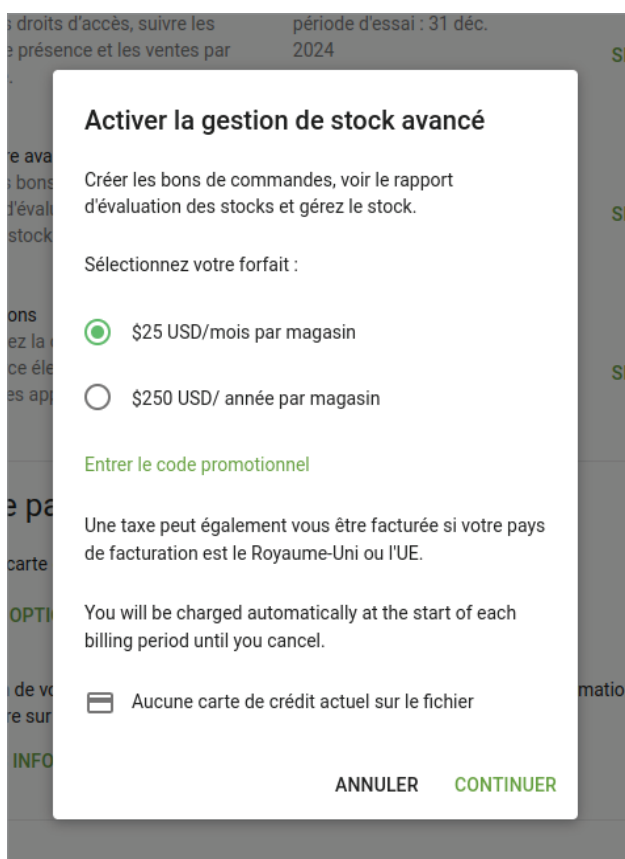 droits d'accès, suivre les
présence et les ventes par
période d'essai : 31 déc.
2024
Activer la gestion de stock avancé
Créer les bons de commandes, voir le rapport
d'évaluation des stocks et gérez le stock.
Sélectionnez votre forfait :
$25 USD/mois par magasin
$250 USD/ année par magasin
Entrer le code promotionnel
Une taxe peut également vous être facturée si votre pays
de facturation est le Royaume-Uni ou l'UE.
You will be charged automatically at the start of each
billing period until you cancel.
Aucune carte de crédit actuel sur le fichier
ANNULER CONTINUER
bons
stock
carte
de
sur